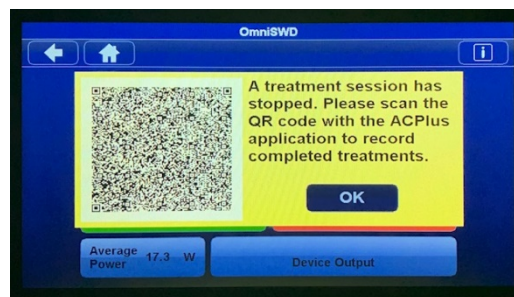 OmniSWD
i
A treatment session has
stopped. Please scan the
QR code with the ACPlus
application to record
completed treatments.
OK
Average
Power 17.3 W
Device Output